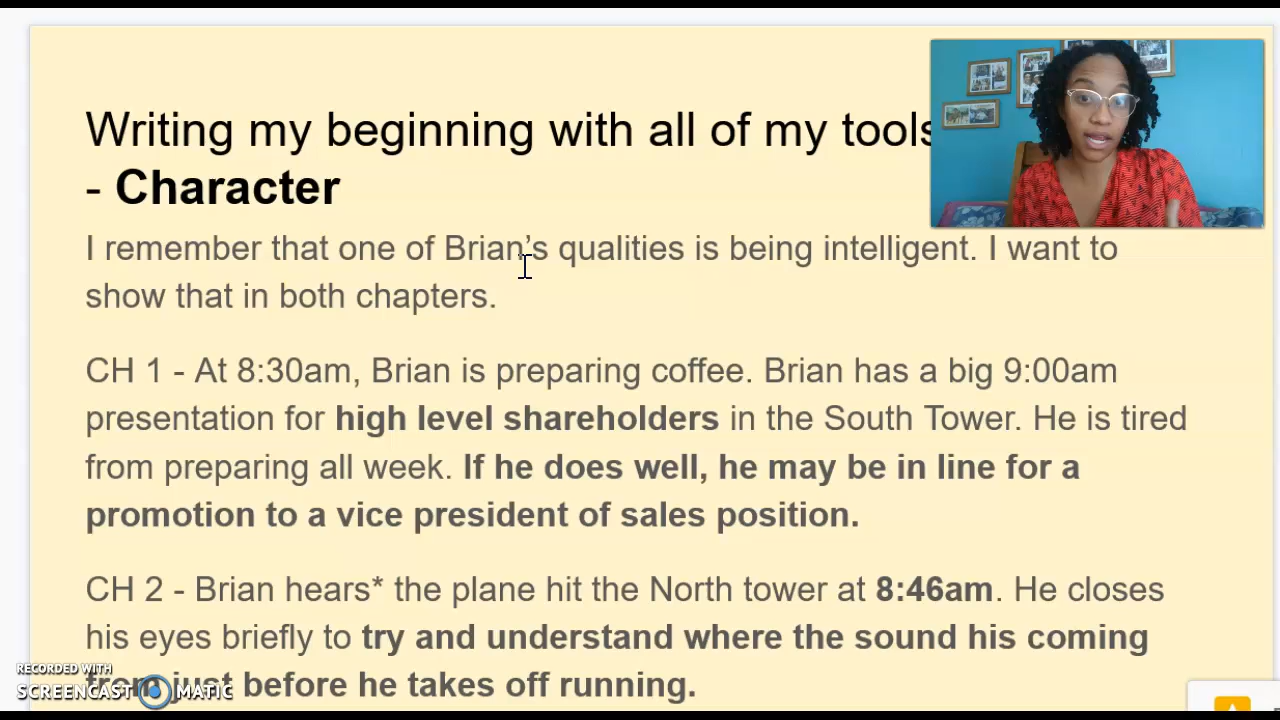 Writing my beginning with all of my tools
- Character
I remember that one of Brian's qualities is being intelligent. I want to
show that in both chapters.
CH 1 - At 8:30am, Brian is preparing coffee. Brian has a big 9:00am
presentation for high level shareholders in the South Tower. He is tired
from preparing all week. If he does well, he may be in line for a
promotion to a vice president of sales position.
CH 2 - Brian hears* the plane hit the North tower at 8:46am. He closes
his eyes briefly to try and understand where the sound his coming
from just before he takes off running.
RECORDED WITH
SCREENCAST MATIC